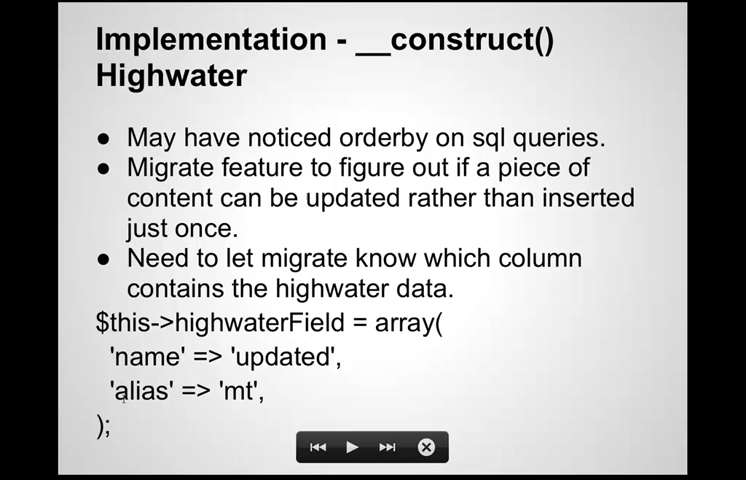 Implementation - __construct()
Highwater
● May have noticed orderby on sql queries.
● Migrate feature to figure out if a piece of
content can be updated rather than inserted
just once.
● Need to let migrate know which column
contains the highwater data.
$this->highwaterField = array(
'name' => 'updated',
'alias' => 'mt',
);